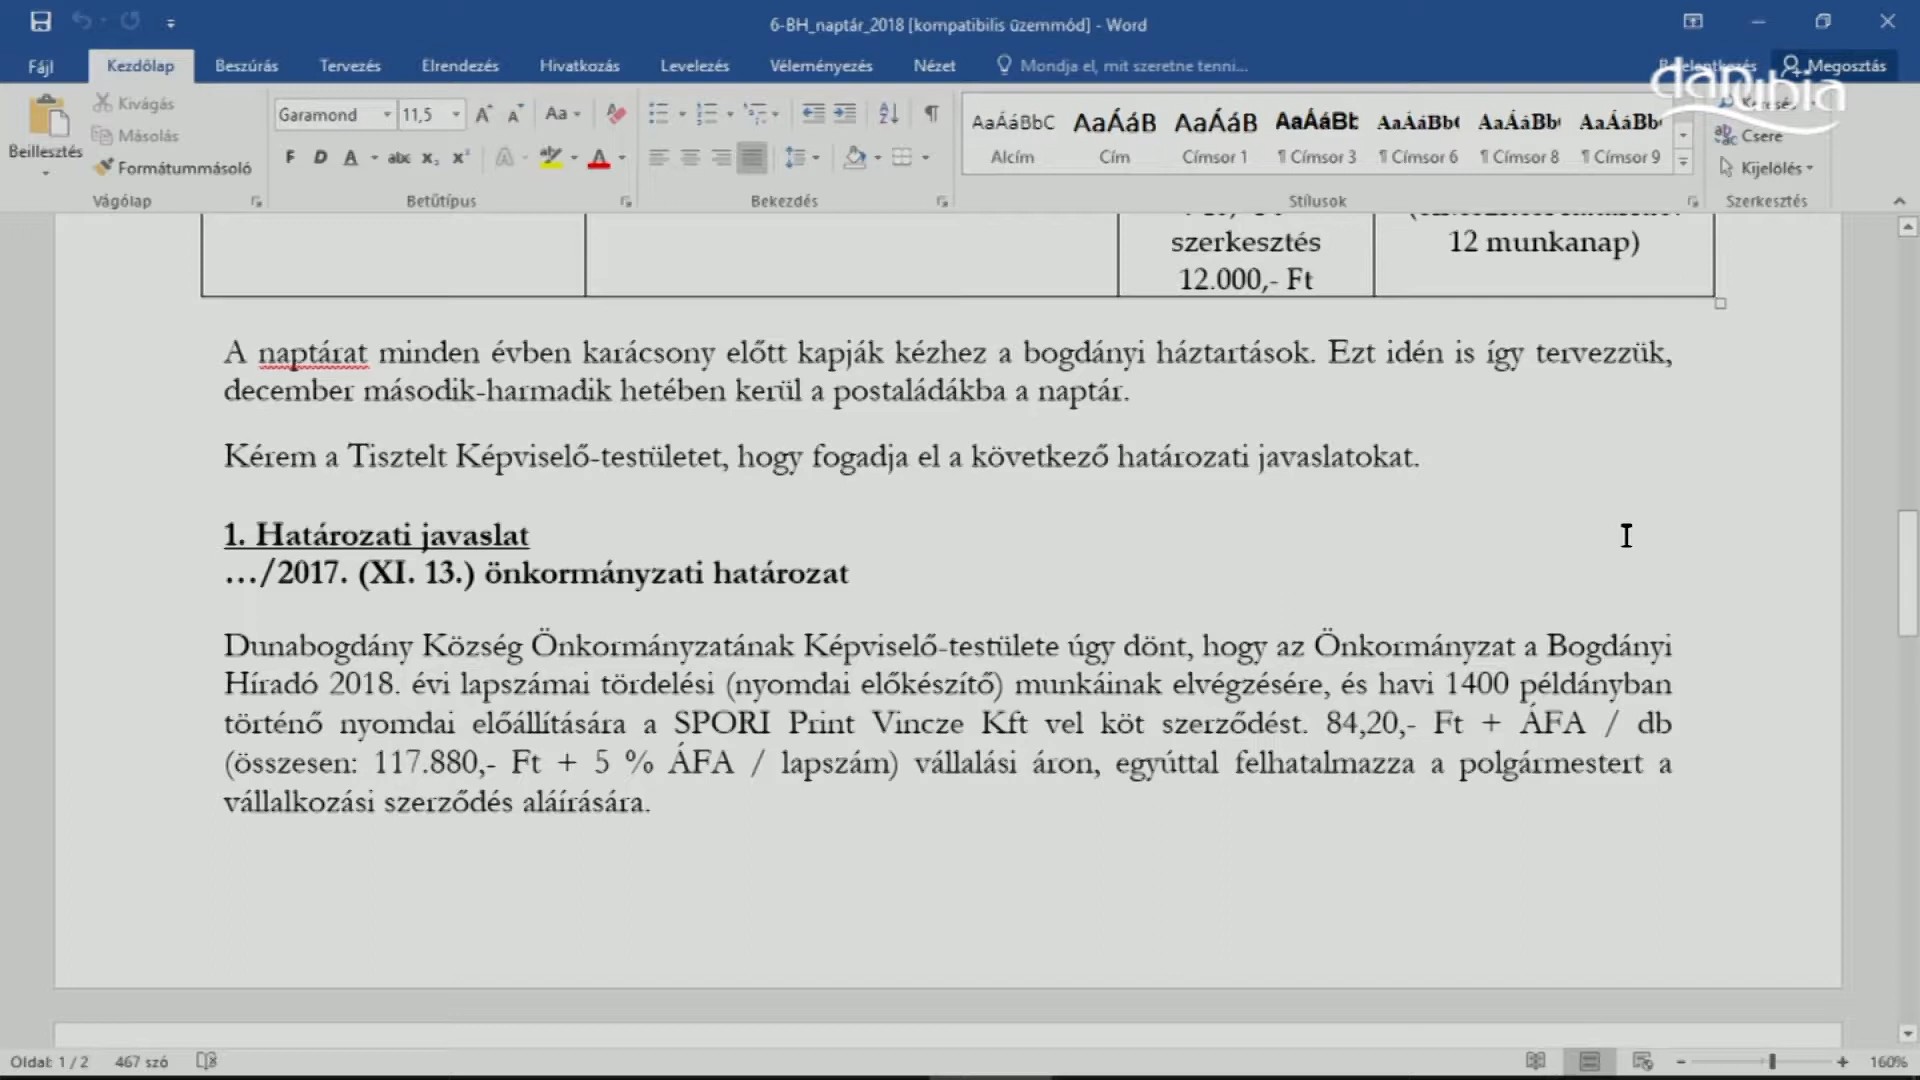 6-BH_naptár_2018 [kompatibilis üzemmód] - Word
Fájl Kezdőlap Beszúrás Tervezés Elrendezés Hivatkozás Levelezés Véleményezés Nézet Mondja el, mit szeretne tenni... Megosztás
danubia
Beillesztés
Kivágás
Másolás
Formátummásoló
Vágólap
Garamond 11,5
Betűtípus
Bekezdés
AaÁáBbC AaÁáB AaÁáB AaÁáBb AaÁáBb AaÁáBb AaÁáBb
Alcím Cím Címsor 1 ¶ Címsor 3 ¶ Címsor 6 ¶ Címsor 8 ¶ Címsor 9
Stílusok
Csere
Kijelölés
Szerkesztés
szerkesztés
12.000,- Ft
12 munkanap)
A naptárat minden évben karácsony előtt kapják kézhez a bogdányi háztartások. Ezt idén is így tervezzük,
december második-harmadik hetében kerül a postaládákba a naptár.
Kérem a Tisztelt Képviselő-testületet, hogy fogadja el a következő határozati javaslatokat.
1. Határozati javaslat
…/2017. (XI. 13.) önkormányzati határozat
Dunabogdány Község Önkormányzatának Képviselő-testülete úgy dönt, hogy az Önkormányzat a Bogdányi
Híradó 2018. évi lapszámai tördelési (nyomdai előkészítő) munkáinak elvégzésére, és havi 1400 példányban
történő nyomdai előállítására a SPORI Print Vincze Kft vel köt szerződést. 84,20,- Ft + ÁFA / db
(összesen: 117.880,- Ft + 5 % ÁFA / lapszám) vállalási áron, egyúttal felhatalmazza a polgármestert a
vállalkozási szerződés aláírására.
Oldal: 1 / 2 467 szó 160%